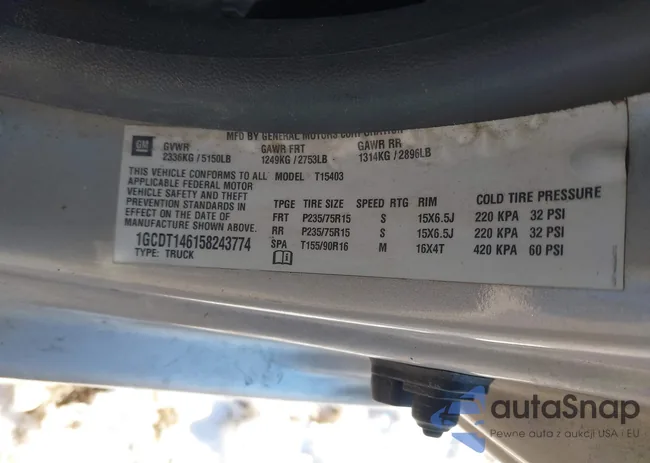 MFD BY GENERAL MOTORS CORPORATION
GM GVWR GAWR FRT GAWR RR
2336KG / 5150LB 1249KG / 2753LB 1314KG / 2896LB
THIS VEHICLE CONFORMS TO ALL MODEL T15403
APPLICABLE FEDERAL MOTOR
VEHICLE SAFETY AND THEFT
PREVENTION STANDARDS IN
EFFECT ON THE DATE OF
MANUFACTURE SHOWN ABOVE.
1GCDT146158243774
TYPE: TRUCK
TPGE TIRE SIZE SPEED RTG RIM COLD TIRE PRESSURE
FRT P235/75R15 S 15X6.5J 220 KPA 32 PSI
RR P235/75R15 S 15X6.5J 220 KPA 32 PSI
SPA T155/90R16 M 16X4T 420 KPA 60 PSI
autaSnap
Pewne auta z aukcji USA i EU